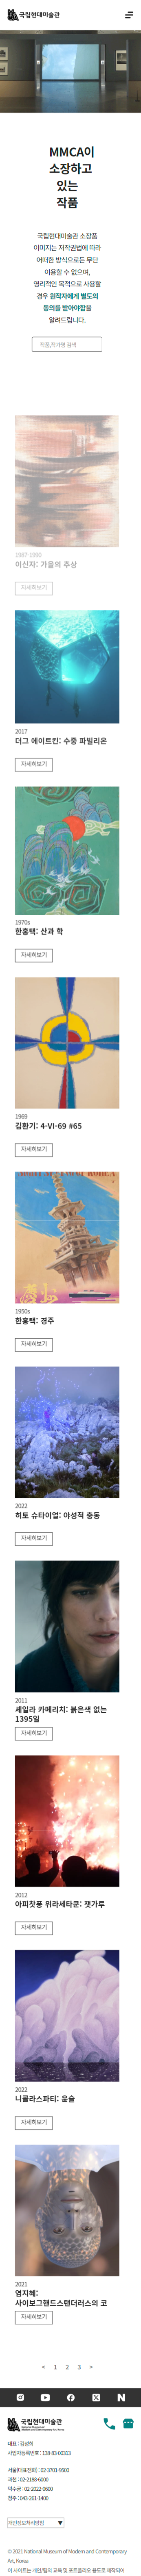 국립현대미술관
MMCA이
소장하고
있는
작품
국립현대미술관 소장품
이미지는 저작권법에 따라
어떠한 방식으로든 무단
이용할 수 없으며,
영리적인 목적으로 사용할
경우 원작자에게 별도의
동의를 받아야함을
알려드립니다.
작품,작가명 검색
1987-1990
이신자: 가을의 추상
자세히보기
2017
더그 에이트킨: 수중 파빌리온
자세히보기
1970s
한홍택: 산과 학
자세히보기
1969
김환기: 4-VI-69 #65
자세히보기
1950s
한홍택: 경주
자세히보기
2022
히토 슈타이얼: 야성적 충동
자세히보기
2011
셰일라 카메리치: 붉은색 없는
1395일
자세히보기
2012
아피찻퐁 위라세타쿤: 잿가루
자세히보기
2022
니콜라스파티: 윤슬
자세히보기
2021
염지혜:
사이보그핸드스탠더러스의 코
자세히보기
< 1 2 3 >
국립현대미술관
대표 : 김성희
사업자등록번호 : 138-83-00313
서울(대표전화) : 02-3701-9500
과천 : 02-2188-6000
덕수궁 : 02-2022-0600
청주 : 043-261-1400
개인정보처리방침 ▼
© 2021 National Museum of Modern and Contemporary
Art, Korea
이 사이트는 개인/팀의 교육 및 포트폴리오 용도로 제작되어